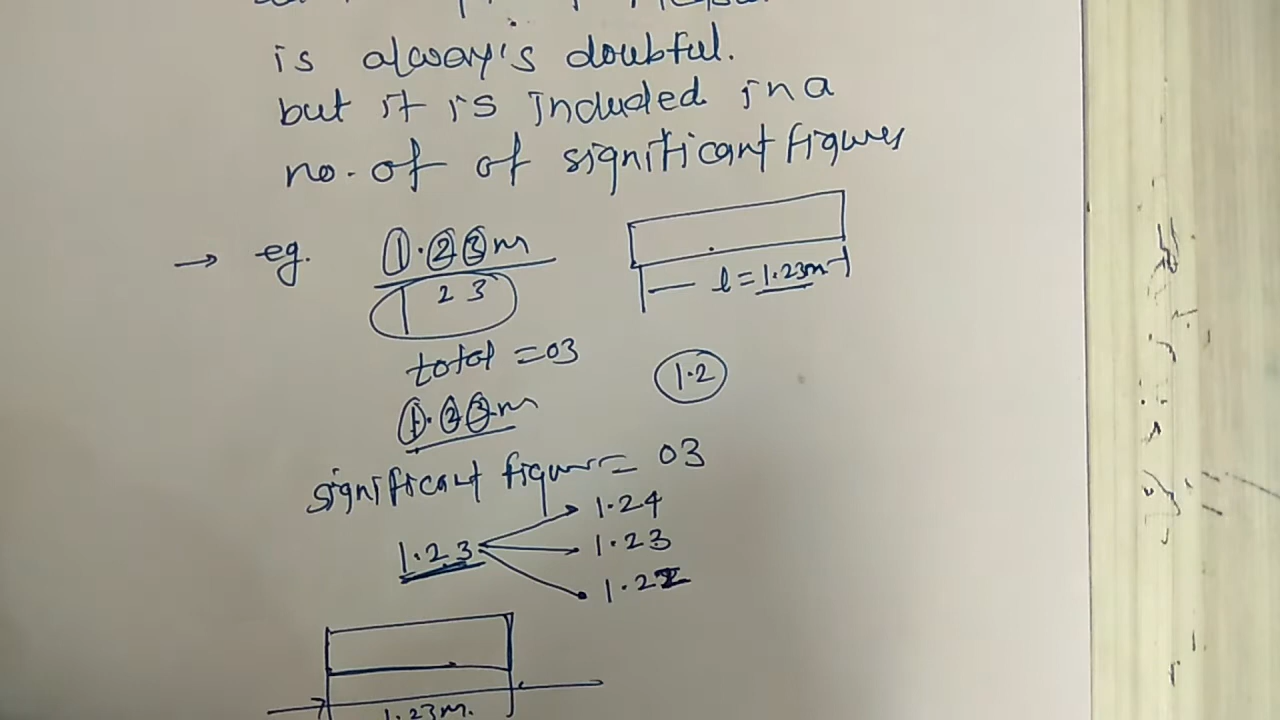 is always doubful.
but it is included in a
no. of of significant figures
→ eg. 1.23m
1 2 3
l = 1.23m
total = 03
1.2
1.23m
significant figure = 03
1.24
1.23 1.23
1.22
1.23m.